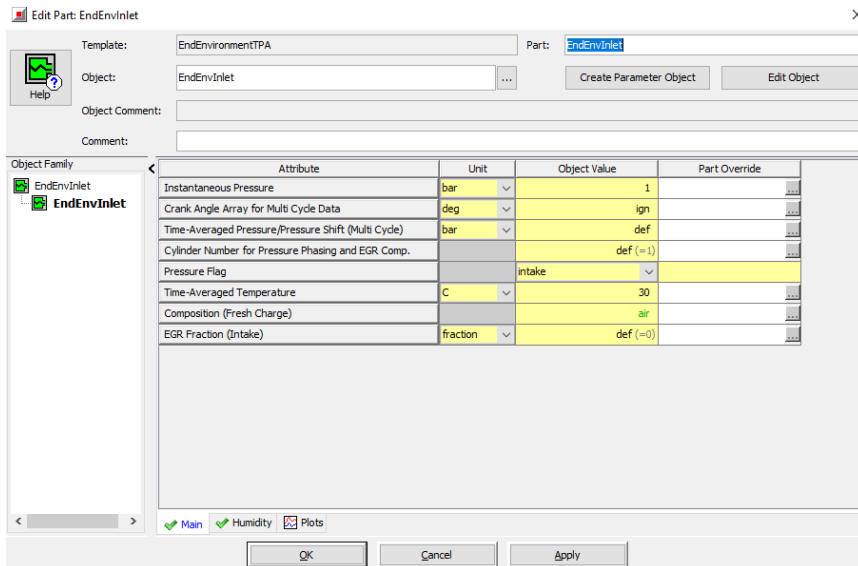 Edit Part: EndEnvInlet
Template: EndEnvironmentTPA Part: EndEnvInlet
Help
Object: EndEnvInlet ... Create Parameter Object Edit Object
Object Comment:
Comment:
Object Family
EndEnvInlet
EndEnvInlet
Attribute Unit Object Value Part Override
Instantaneous Pressure bar 1 ...
Crank Angle Array for Multi Cycle Data deg ign ...
Time-Averaged Pressure/Pressure Shift (Multi Cycle) bar def ...
Cylinder Number for Pressure Phasing and EGR Comp. def (=1) ...
Pressure Flag intake
Time-Averaged Temperature C 30 ...
Composition (Fresh Charge) air ...
EGR Fraction (Intake) fraction def (=0) ...
Main Humidity Plots
OK Cancel Apply